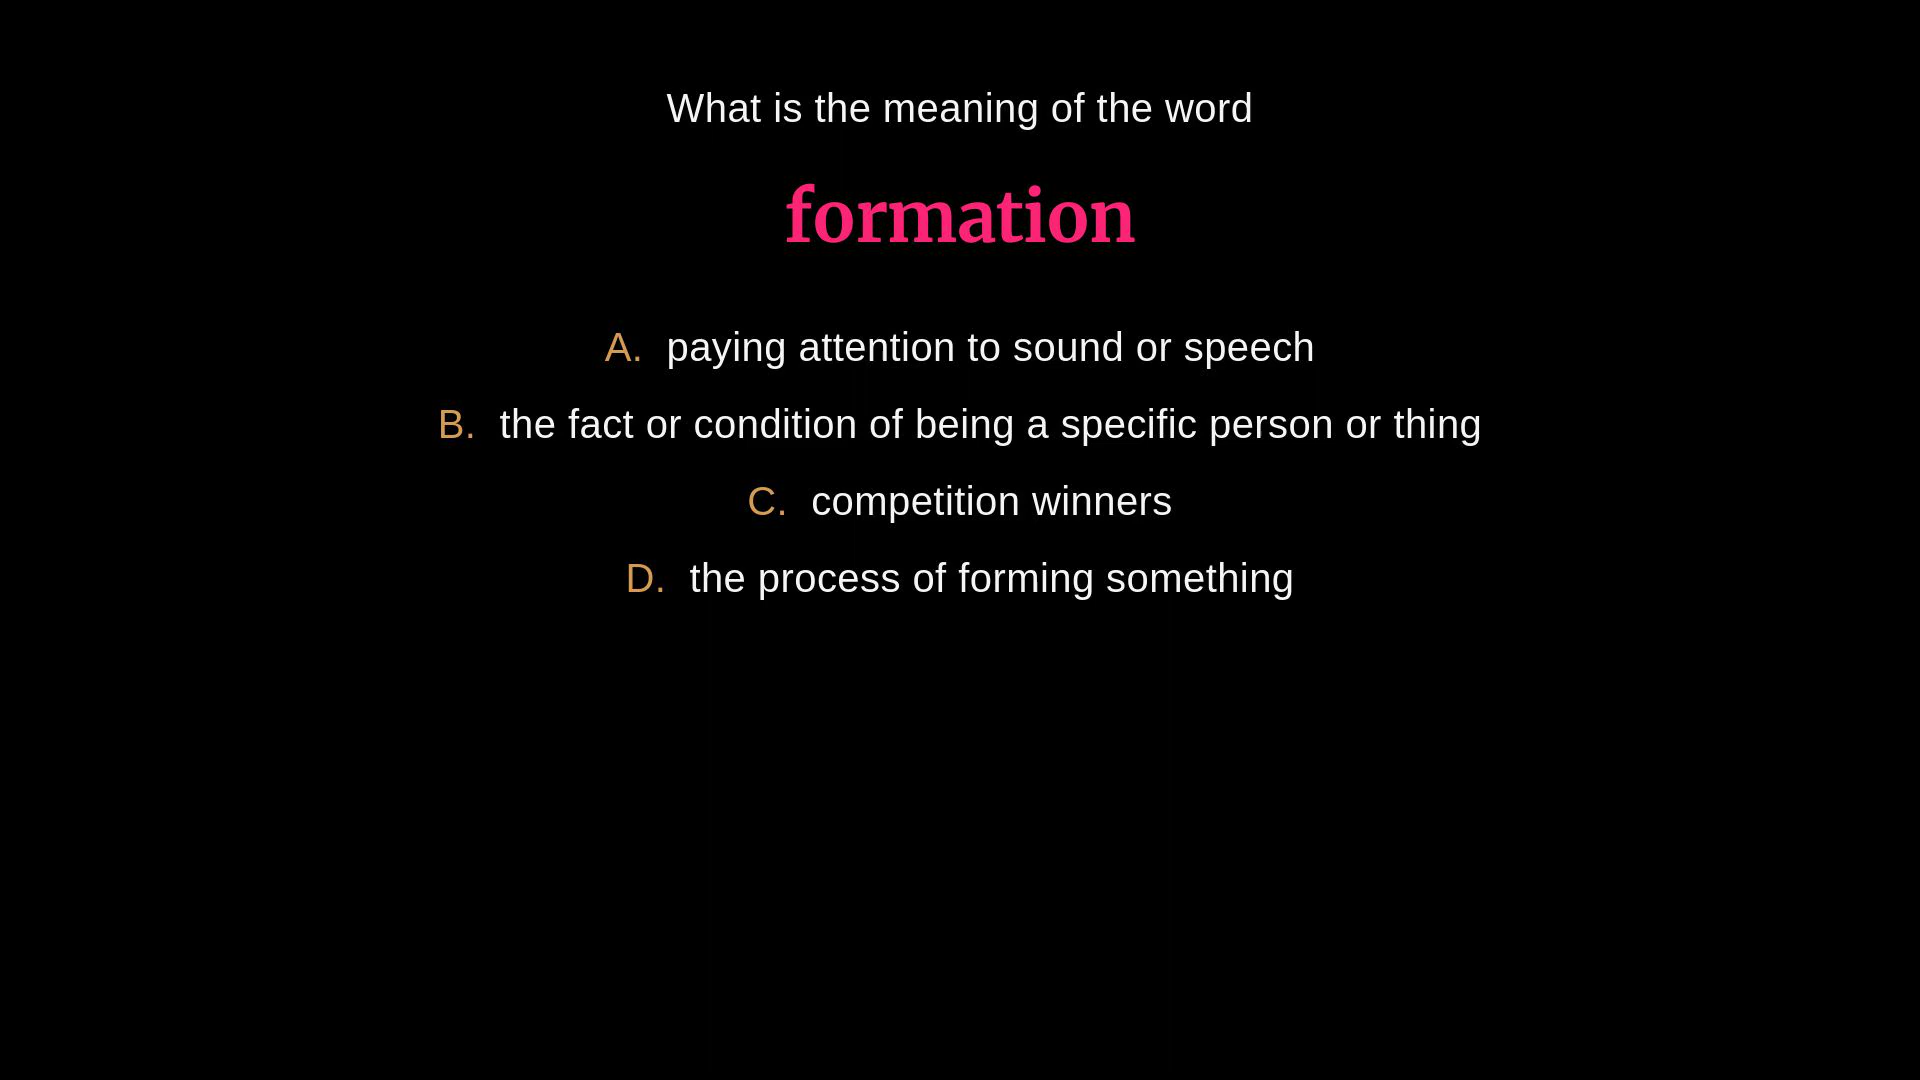 What is the meaning of the word
formation
A. paying attention to sound or speech
B. the fact or condition of being a specific person or thing
C. competition winners
D. the process of forming something